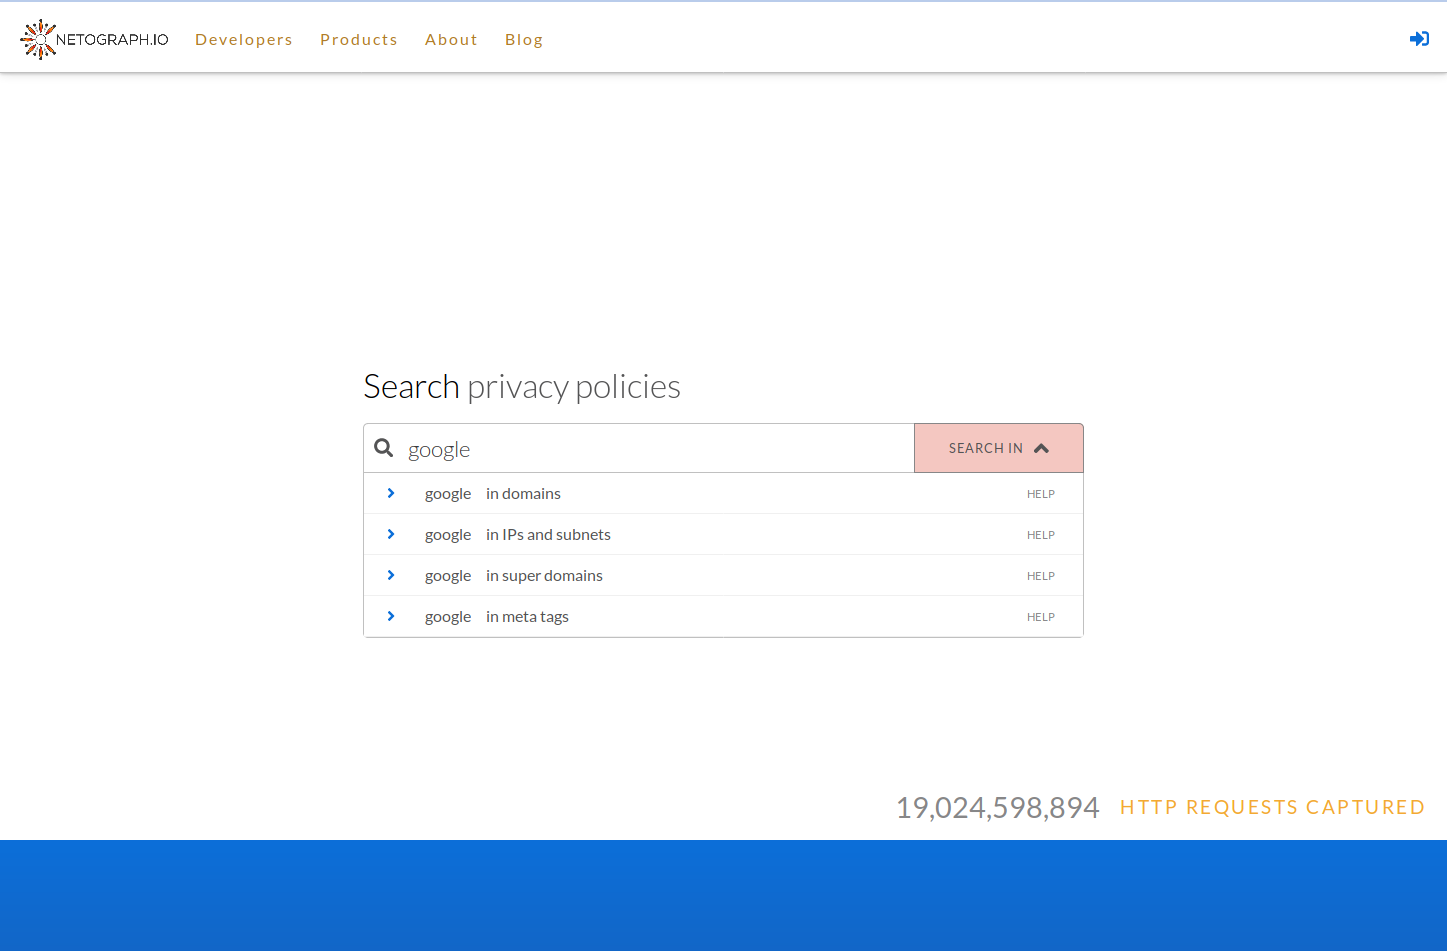 NETOGRAPH.IO Developers Products About Blog
Search privacy policies
google SEARCH IN
google in domains HELP
google in IPs and subnets HELP
google in super domains HELP
google in meta tags HELP
19,024,598,894 HTTP REQUESTS CAPTURED